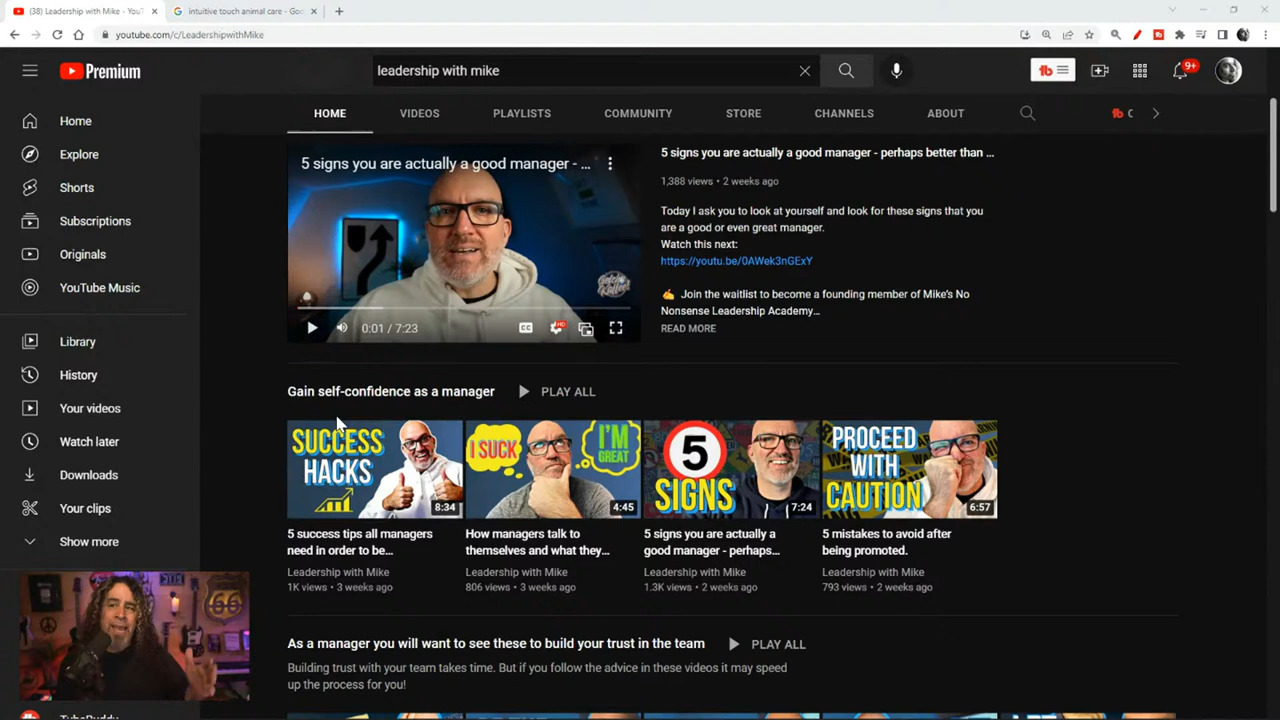 (38) Leadership with Mike - YouT
intuitive touch animal care - Goo
youtube.com/c/LeadershipwithMike
Premium
leadership with mike
9+
HOME
VIDEOS
PLAYLISTS
COMMUNITY
STORE
CHANNELS
ABOUT
C
Home
Explore
Shorts
Subscriptions
Originals
YouTube Music
Library
History
Your videos
Watch later
Downloads
Your clips
Show more
5 signs you are actually a good manager - ...
0:01 / 7:23
CC
HD
5 signs you are actually a good manager - perhaps better than ...
1,388 views • 2 weeks ago
Today I ask you to look at yourself and look for these signs that you
are a good or even great manager.
Watch this next:
https://youtu.be/0AWek3nGExY
✍ Join the waitlist to become a founding member of Mike's No
Nonsense Leadership Academy...
READ MORE
Gain self-confidence as a manager
PLAY ALL
SUCCESS
HACKS
8:34
5 success tips all managers
need in order to be...
Leadership with Mike
1K views • 3 weeks ago
I SUCK
I'M
GREAT
4:45
How managers talk to
themselves and what they...
Leadership with Mike
806 views • 3 weeks ago
5
SIGNS
7:24
5 signs you are actually a
good manager - perhaps...
Leadership with Mike
1.3K views • 2 weeks ago
PROCEED
WITH
CAUTION
6:57
5 mistakes to avoid after
being promoted.
Leadership with Mike
793 views • 2 weeks ago
As a manager you will want to see these to build your trust in the team
PLAY ALL
Building trust with your team takes time. But if you follow the advice in these videos it may speed
up the process for you!
66
TubeBuddy